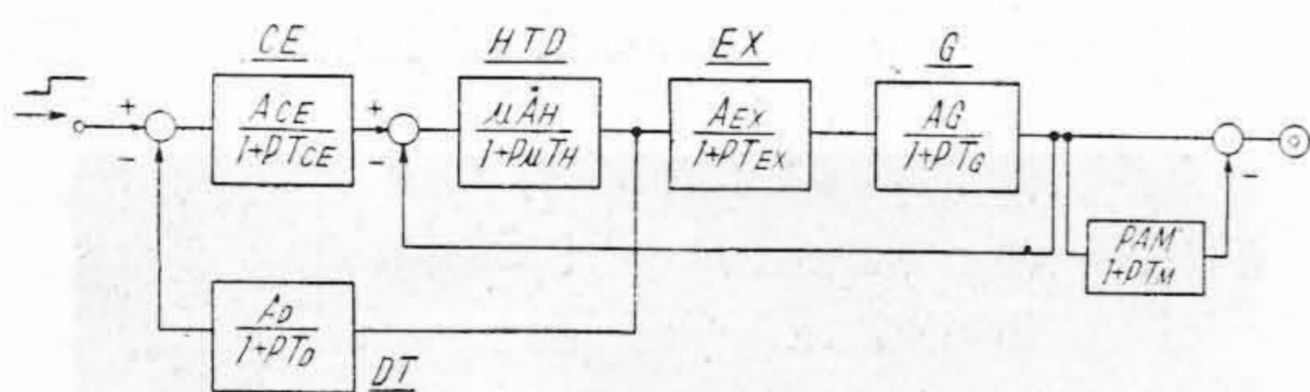 CE
HTD
EX
G
+
-
ACE
1+PTCE
+
-
μAH
1+PμTH
AEX
1+PTEX
AG
1+PTG
-
PAM
1+PTM
AD
1+PTD
DT